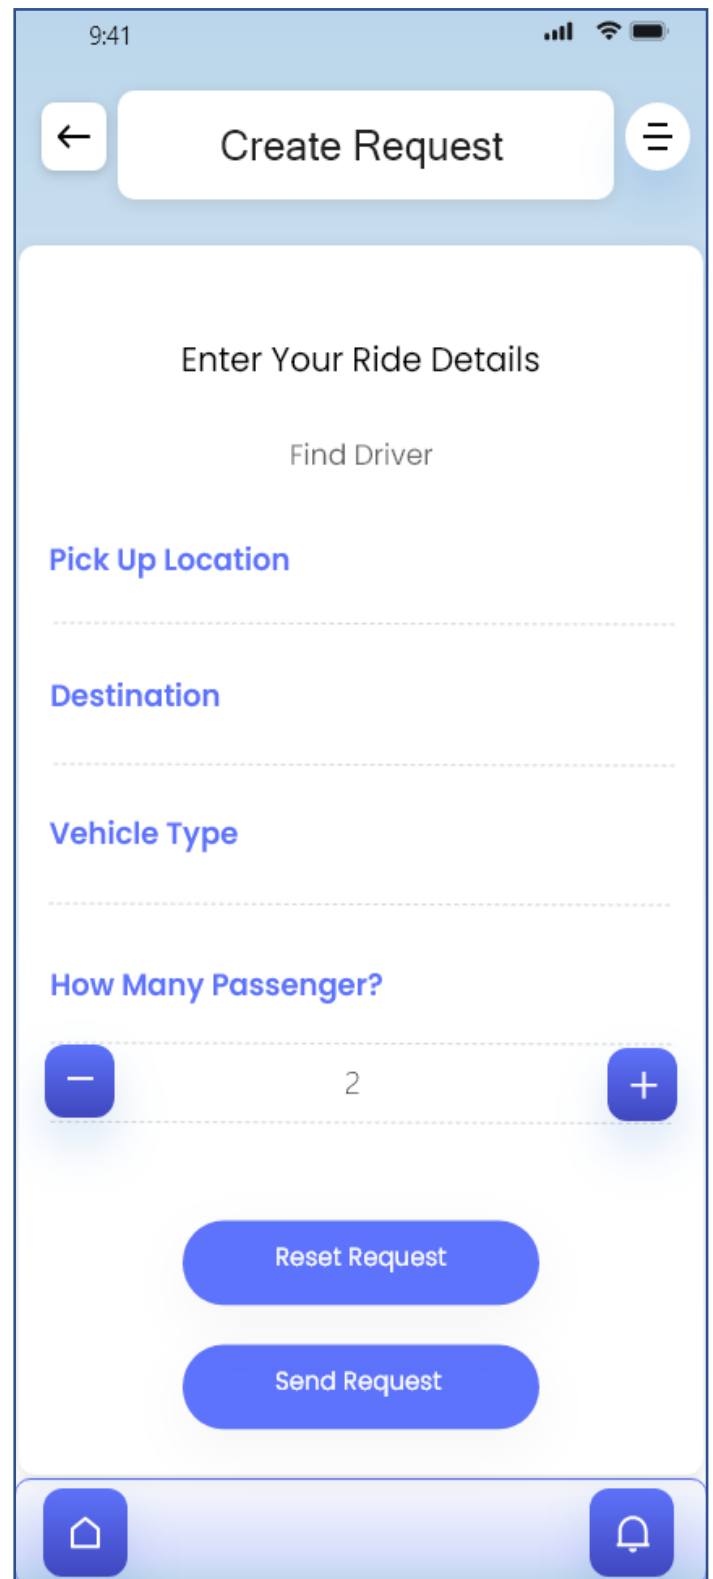 9:41
Create Request
Enter Your Ride Details
Find Driver
Pick Up Location
Destination
Vehicle Type
How Many Passenger?
− 2 +
Reset Request
Send Request